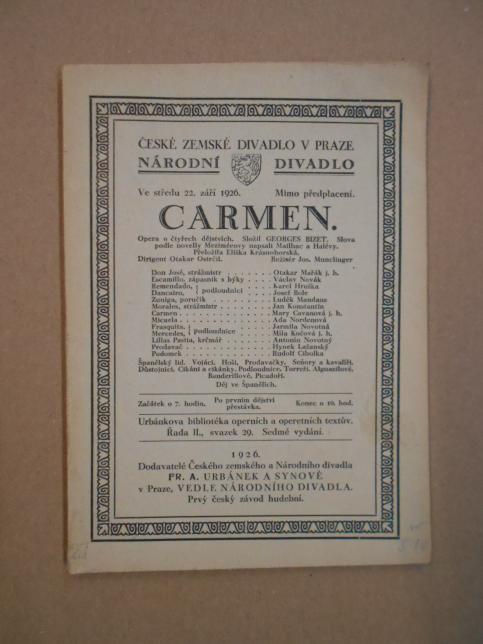 ČESKÉ ZEMSKÉ DIVADLO V PRAZE
NÁRODNÍ DIVADLO
Ve středu 22. září 1926. Mimo předplacení.
CARMEN.
Opera o čtyřech dějstvích. Složil GEORGES BIZET. Slova
podle novelly Meriméeovy napsali Mailhac a Halévy.
Přeložila Eliška Krásnohorská.
Dirigent Otakar Ostrčil. Režisér Jos. Munclinger
Don José, strážmistr . . . . . . Otakar Mařák j. h.
Escamillo, zápasník s býky . . . . Václav Novák
Remendado, } podloudníci . . . . . Karel Hruška
Dancairo, . . . . . Josef Bole
Zuniga, poručík . . . . . . . Luděk Mandaus
Morales, strážmistr . . . . . . Jan Konstantin
Carmen . . . . . . . . . Mary Cavanová j. h.
Micaela . . . . . . . . . Ada Nordenová
Frasquita, } podloudnice . . . . . Jarmila Novotná
Mercedes, . . . . . Míla Kočová j. h.
Lillas Pastia, krčmář . . . . . . Antonín Novotný
Prodavač . . . . . . . . . Hynek Lažanský
Podomek . . . . . . . . . Rudolf Cibulka
Španělský lid. Vojáci. Hoši. Prodavačky. Señory a kavalíři.
Důstojníci. Cikáni a cikánky. Podloudnice. Torreři. Alguazilové.
Banderillové. Picadoři.
Děj ve Španělích.
Začátek o 7. hodin. Po prvním dějství přestávka. Konec o 10. hod.
Urbánkova bibliotéka operních a operetních textův.
Řada II., svazek 29. Sedmé vydání.
1926.
Dodavatelé Českého zemského a Národního divadla
FR. A. URBÁNEK A SYNOVÉ
v Praze, VEDLE NÁRODNÍHO DIVADLA.
Prvý český závod hudební.